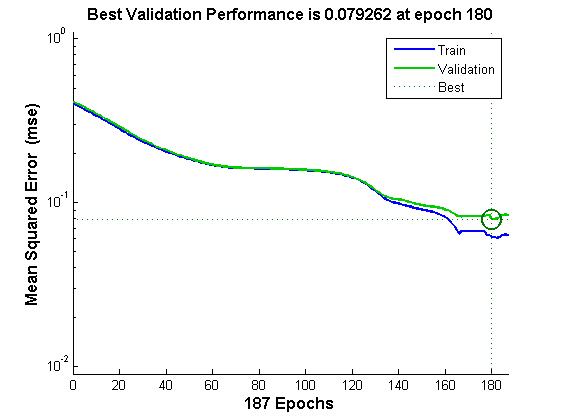 Best Validation Performance is 0.079262 at epoch 180
Train
Validation
Best
Mean Squared Error (mse)
10^0
10^-1
10^-2
0 20 40 60 80 100 120 140 160 180
187 Epochs